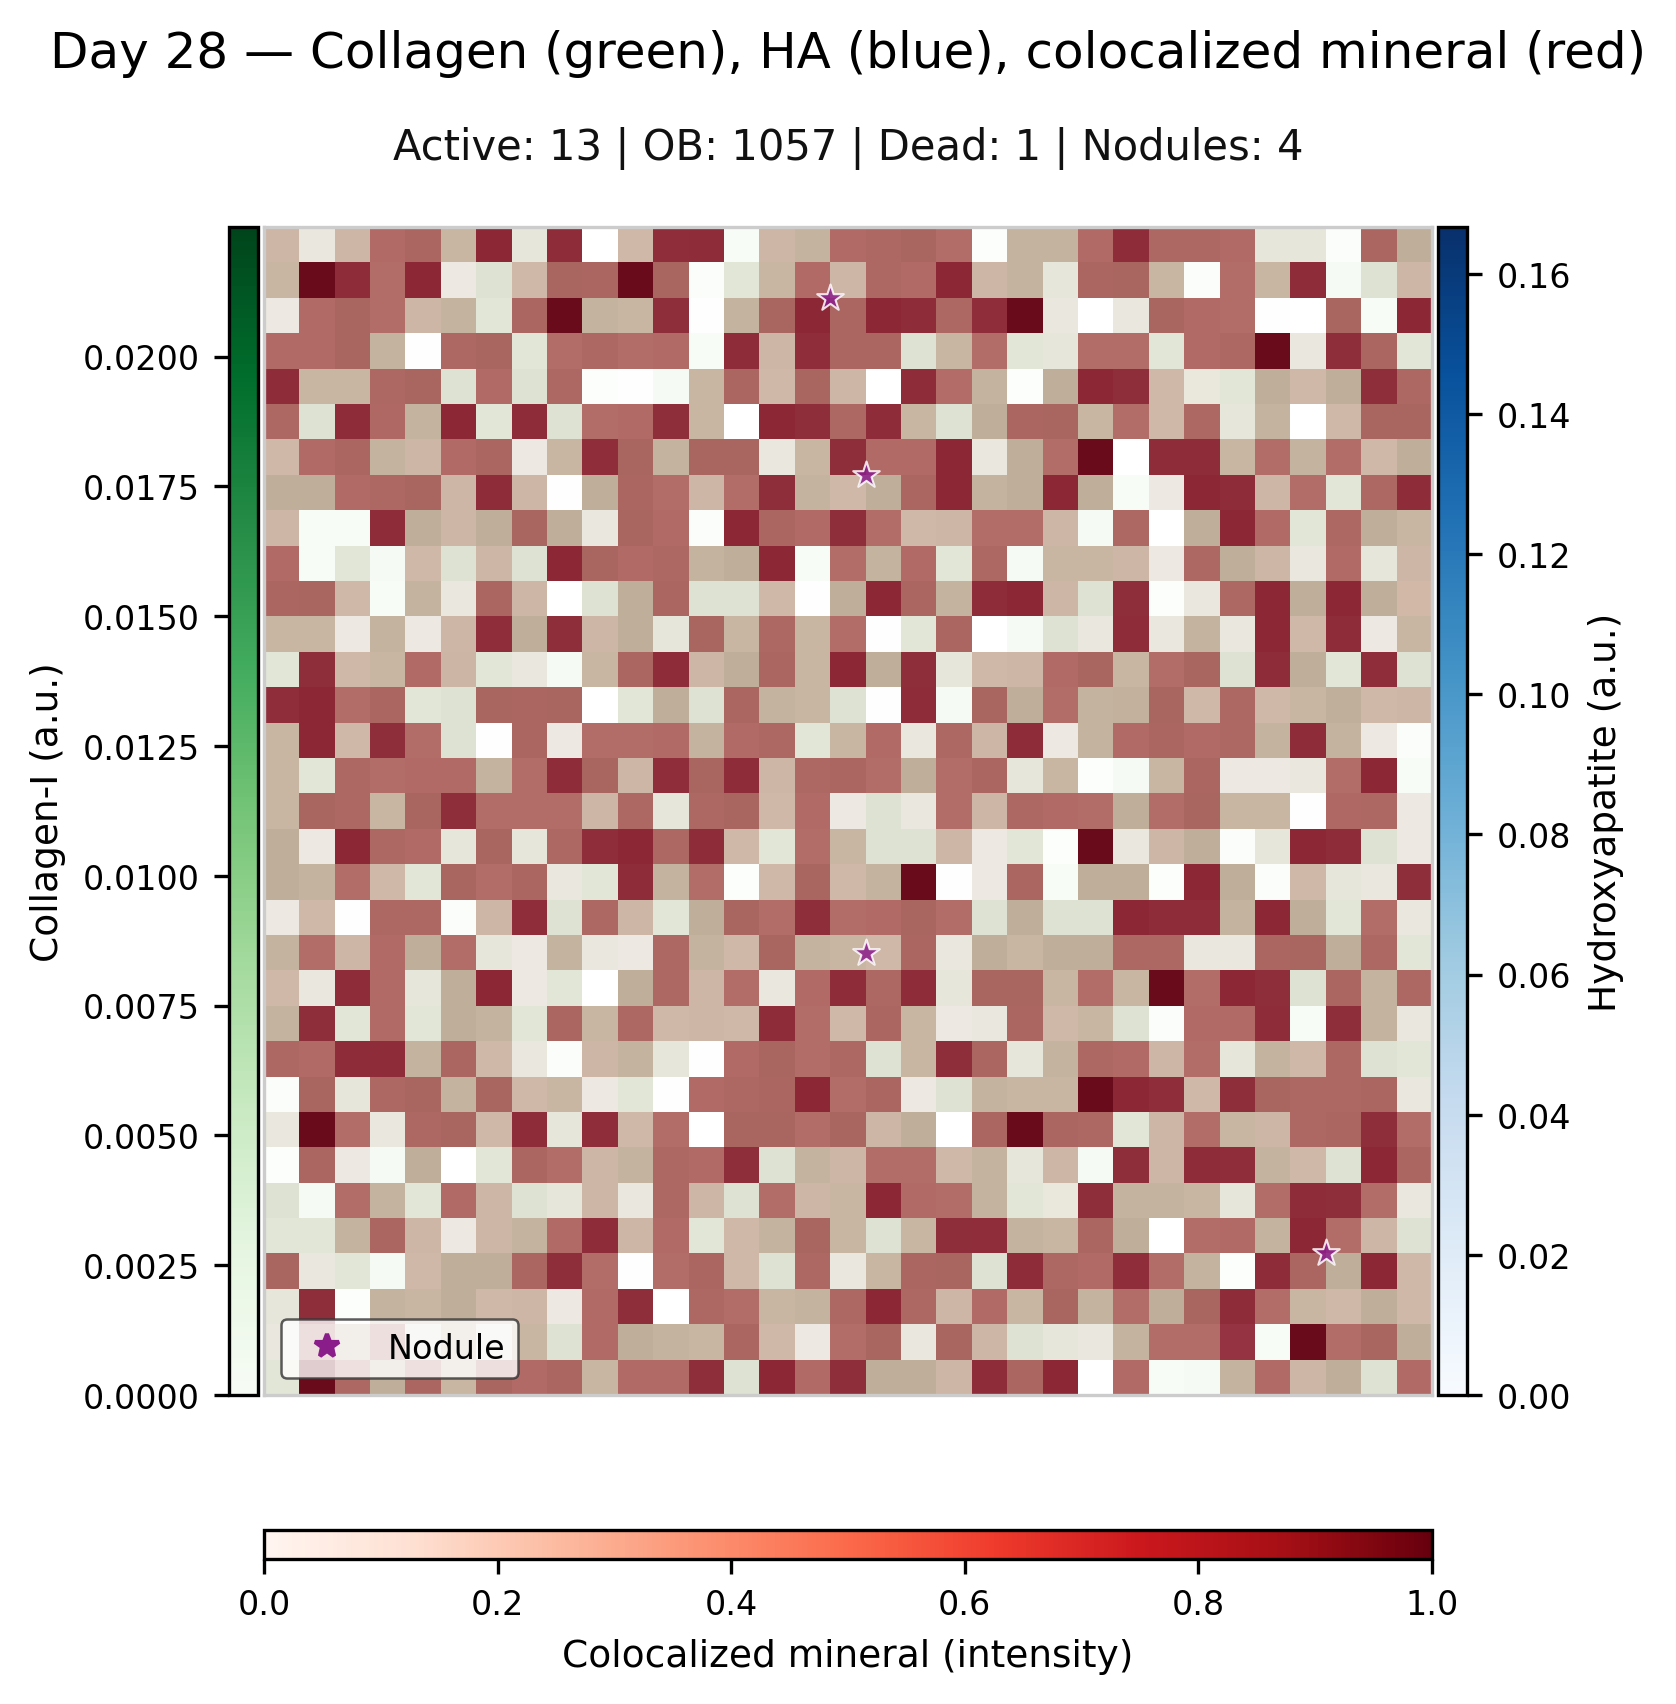 Day 28 — Collagen (green), HA (blue), colocalized mineral (red)
Active: 13 | OB: 1057 | Dead: 1 | Nodules: 4
Collagen-I (a.u.)
0.0200
0.0175
0.0150
0.0125
0.0100
0.0075
0.0050
0.0025
0.0000
Nodule
0.16
0.14
0.12
0.10
0.08
0.06
0.04
0.02
0.00
Hydroxyapatite (a.u.)
0.0 0.2 0.4 0.6 0.8 1.0
Colocalized mineral (intensity)